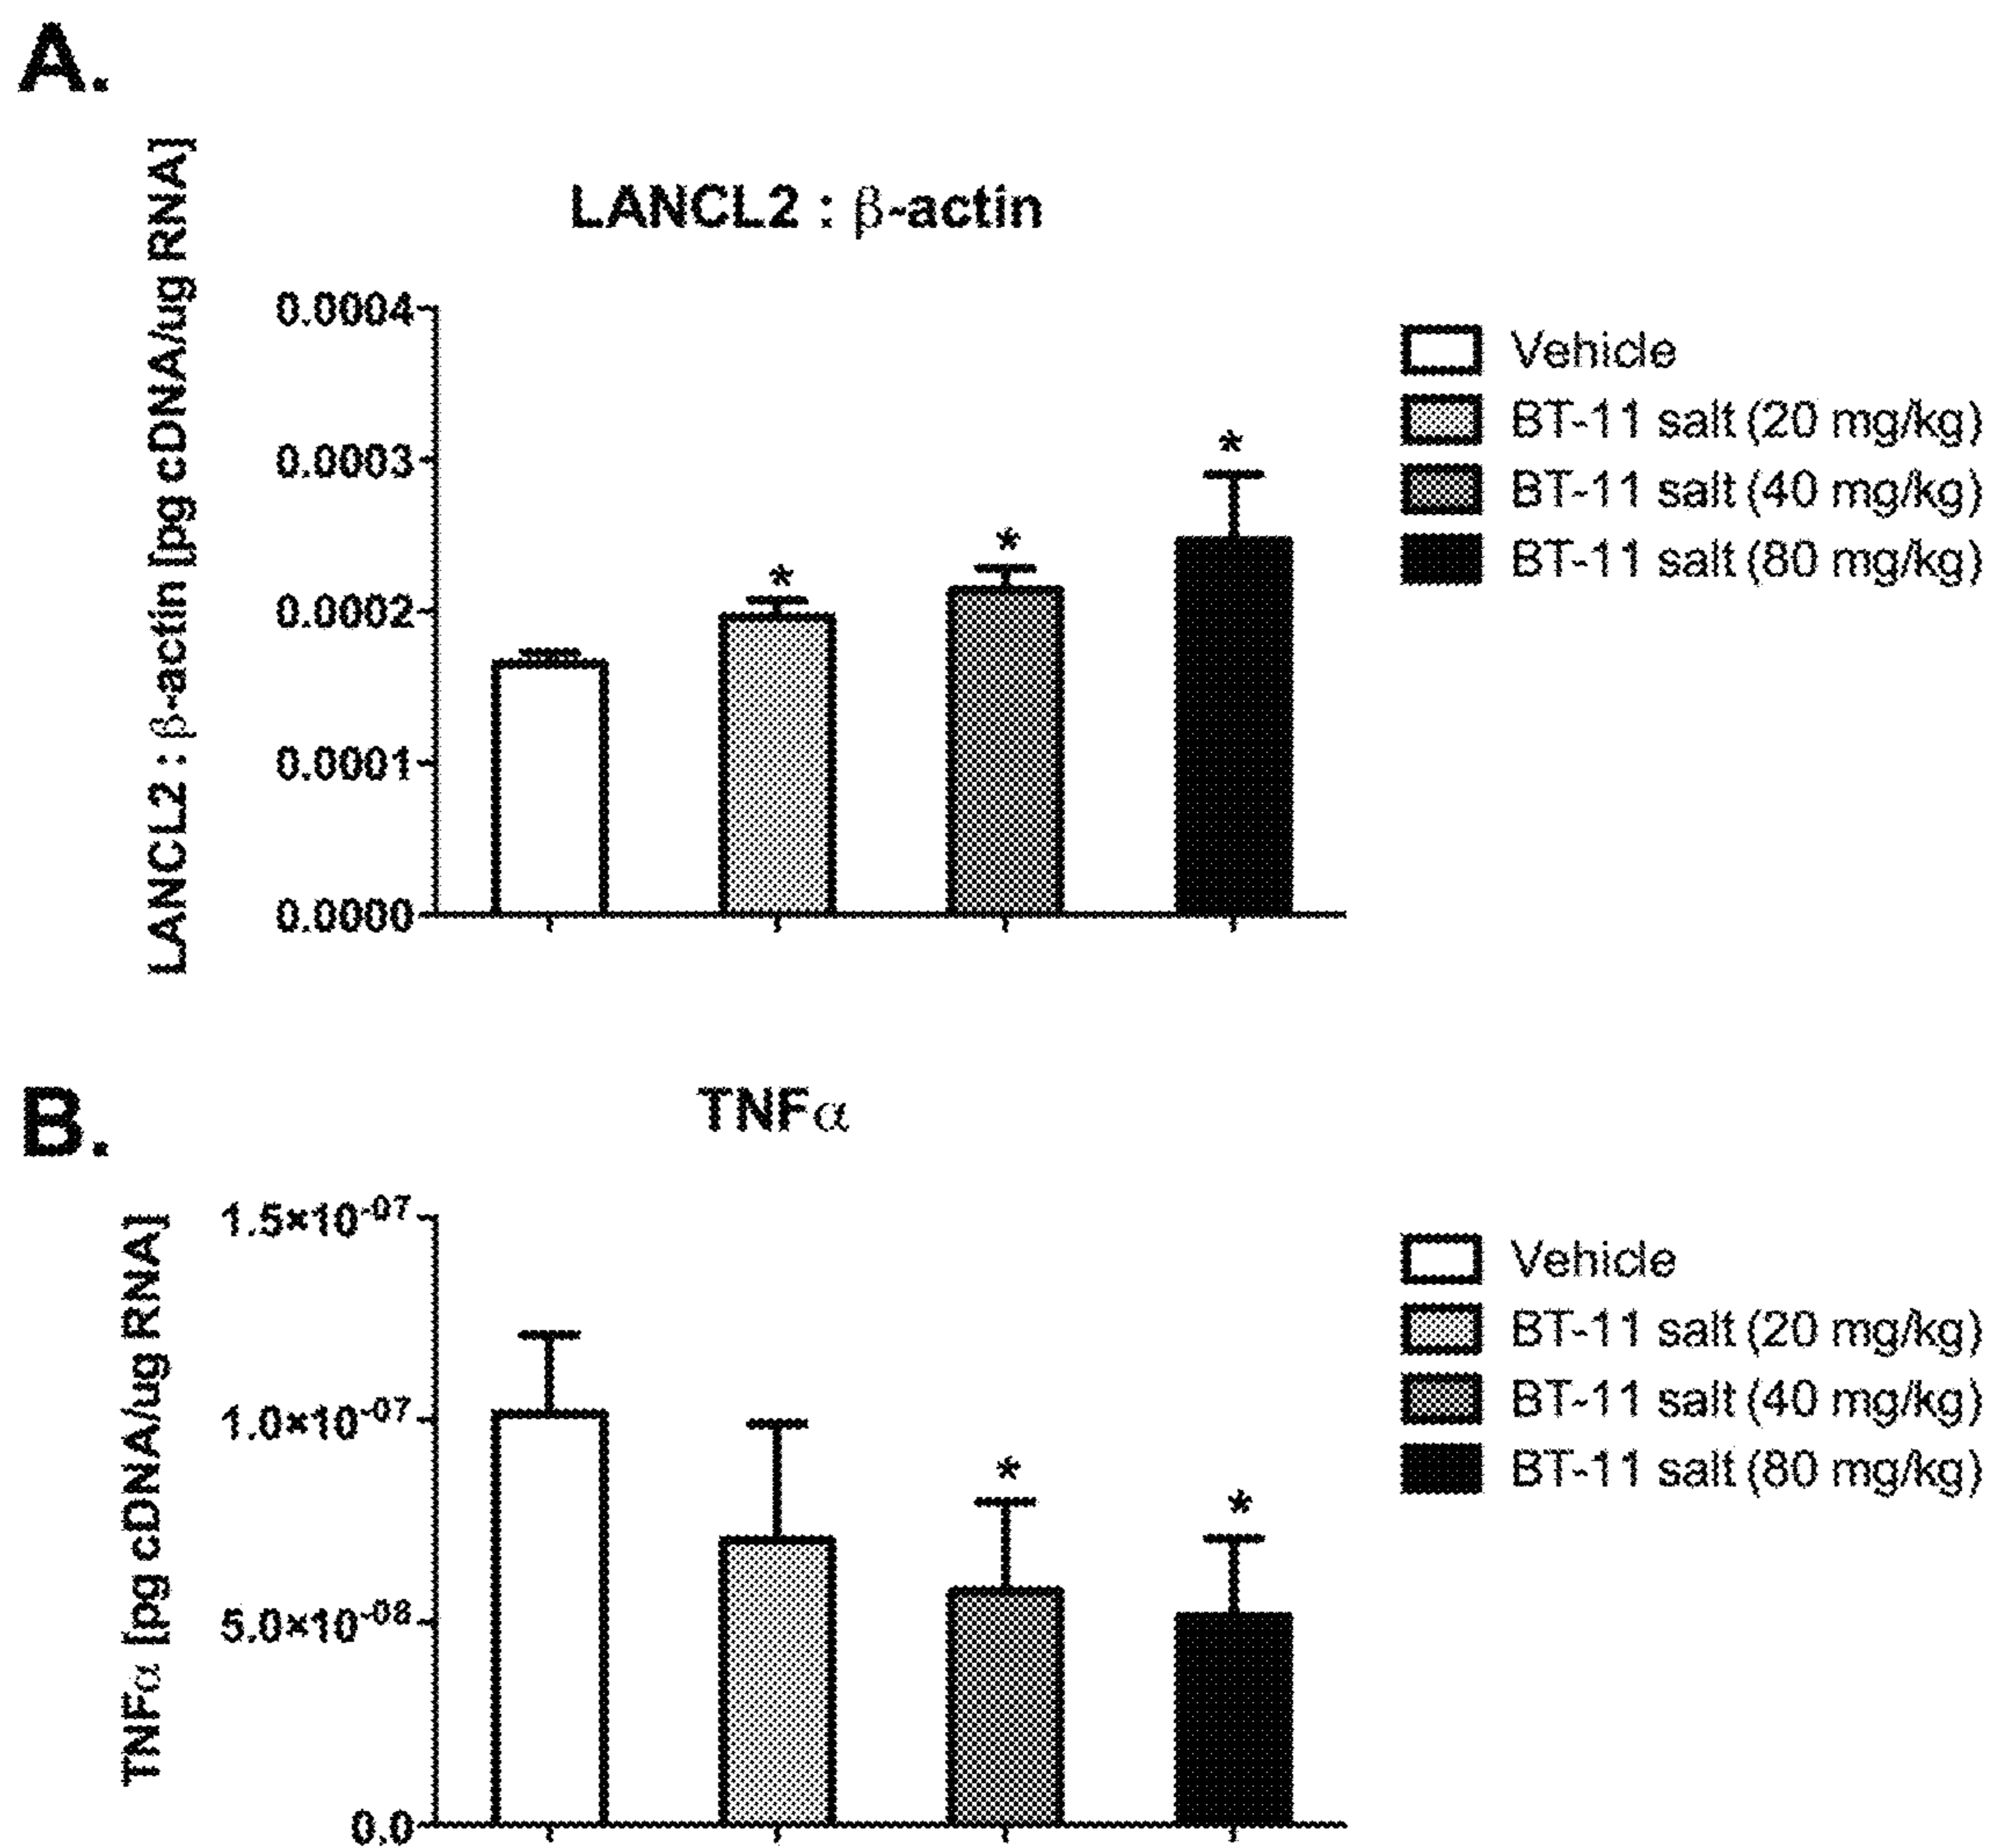 A.
LANCL2 : β-actin
LANCL2 : β-actin [pg cDNA/ug RNA]
0.0004
0.0003
0.0002
0.0001
0.0000
*
*
*
Vehicle
BT-11 salt (20 mg/kg)
BT-11 salt (40 mg/kg)
BT-11 salt (80 mg/kg)
B.
TNFα
TNFα [pg cDNA/ug RNA]
1.5×10⁻⁰⁷
1.0×10⁻⁰⁷
5.0×10⁻⁰⁸
0.0
*
*
Vehicle
BT-11 salt (20 mg/kg)
BT-11 salt (40 mg/kg)
BT-11 salt (80 mg/kg)